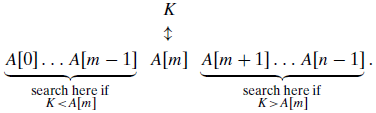 K
↕
A[0] . . . A[m − 1] A[m] A[m + 1] . . . A[n − 1] .
search here if search here if
K<A[m] K>A[m]